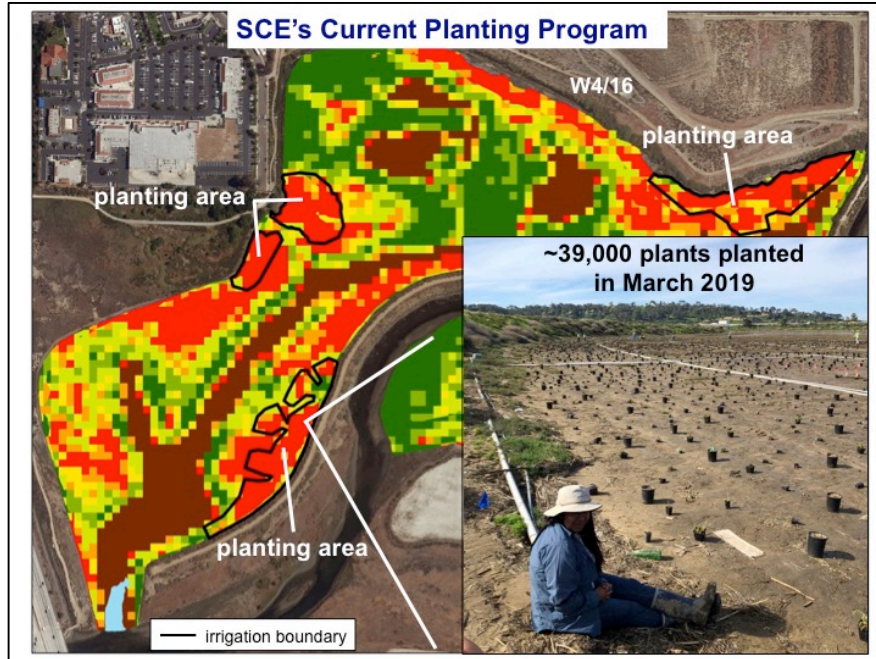 SCE's Current Planting Program
W4/16
planting area
planting area
~39,000 plants planted
in March 2019
planting area
irrigation boundary